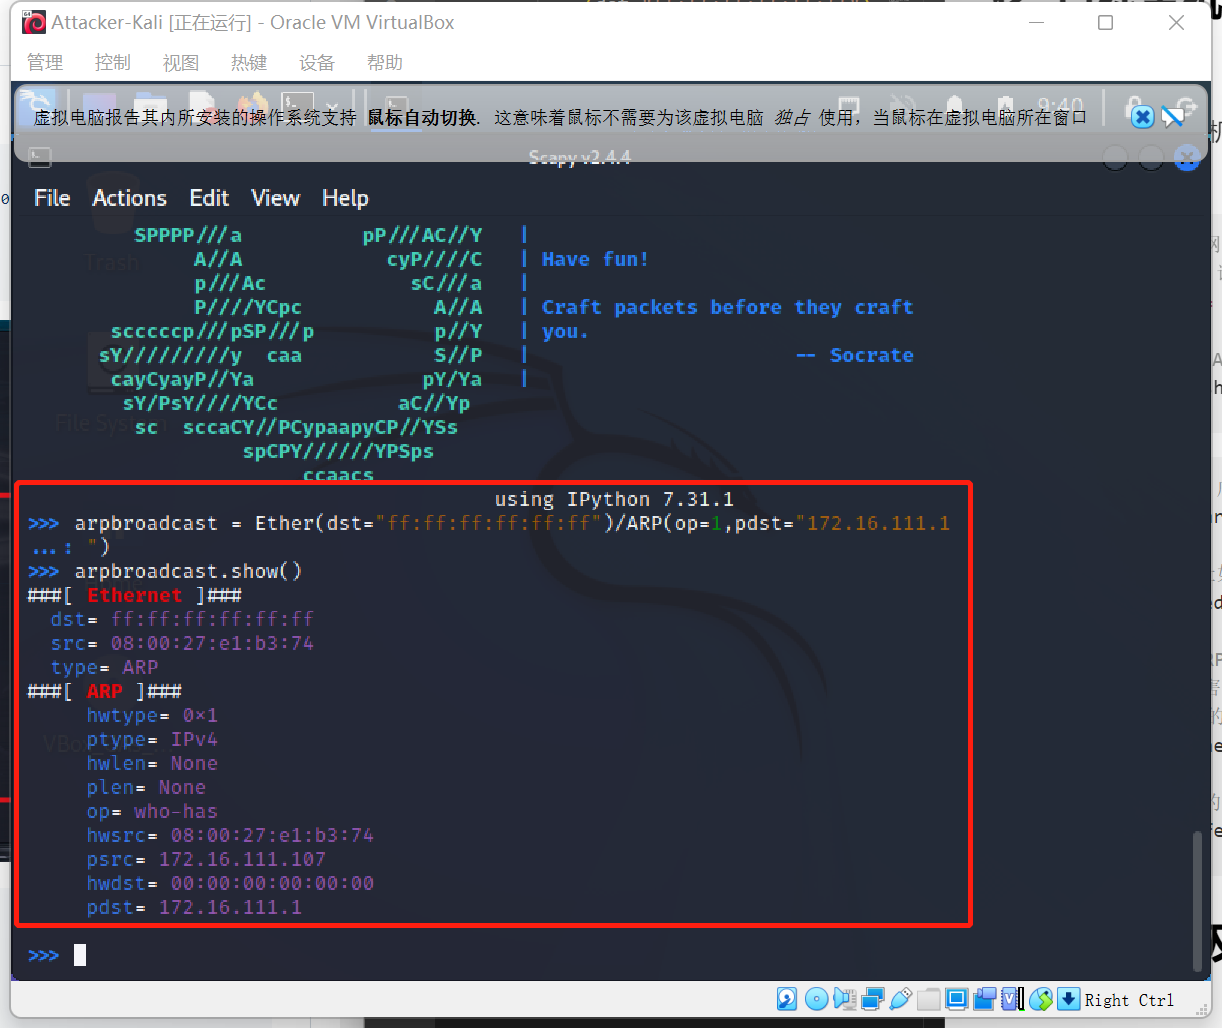 Attacker-Kali [正在运行] - Oracle VM VirtualBox
管理 控制 视图 热键 设备 帮助
9:40
虚拟电脑报告其内所安装的操作系统支持 鼠标自动切换. 这意味着鼠标不需要为该虚拟电脑 独占 使用，当鼠标在虚拟电脑所在窗口
Scapy v2.4.4
File Actions Edit View Help
Trash
File System
SPPPP///a pP///AC//Y |
A//A cyP////C | Have fun!
p///Ac sC///a |
P////YCpc A//A | Craft packets before they craft
scccccp///pSP///p p//Y | you.
sY/////////y caa S//P | -- Socrate
cayCyayP//Ya pY/Ya |
sY/PsY////YCc aC//Yp
sc sccaCY//PCypaapyCP//YSs
spCPY//////YPSps
ccaacs
using IPython 7.31.1
>>> arpbroadcast = Ether(dst="ff:ff:ff:ff:ff:ff")/ARP(op=1,pdst="172.16.111.1
...: ")
>>> arpbroadcast.show()
###[ Ethernet ]###
dst= ff:ff:ff:ff:ff:ff
src= 08:00:27:e1:b3:74
type= ARP
###[ ARP ]###
hwtype= 0×1
ptype= IPv4
hwlen= None
plen= None
op= who-has
hwsrc= 08:00:27:e1:b3:74
psrc= 172.16.111.107
hwdst= 00:00:00:00:00:00
pdst= 172.16.111.1
>>>
Right Ctrl